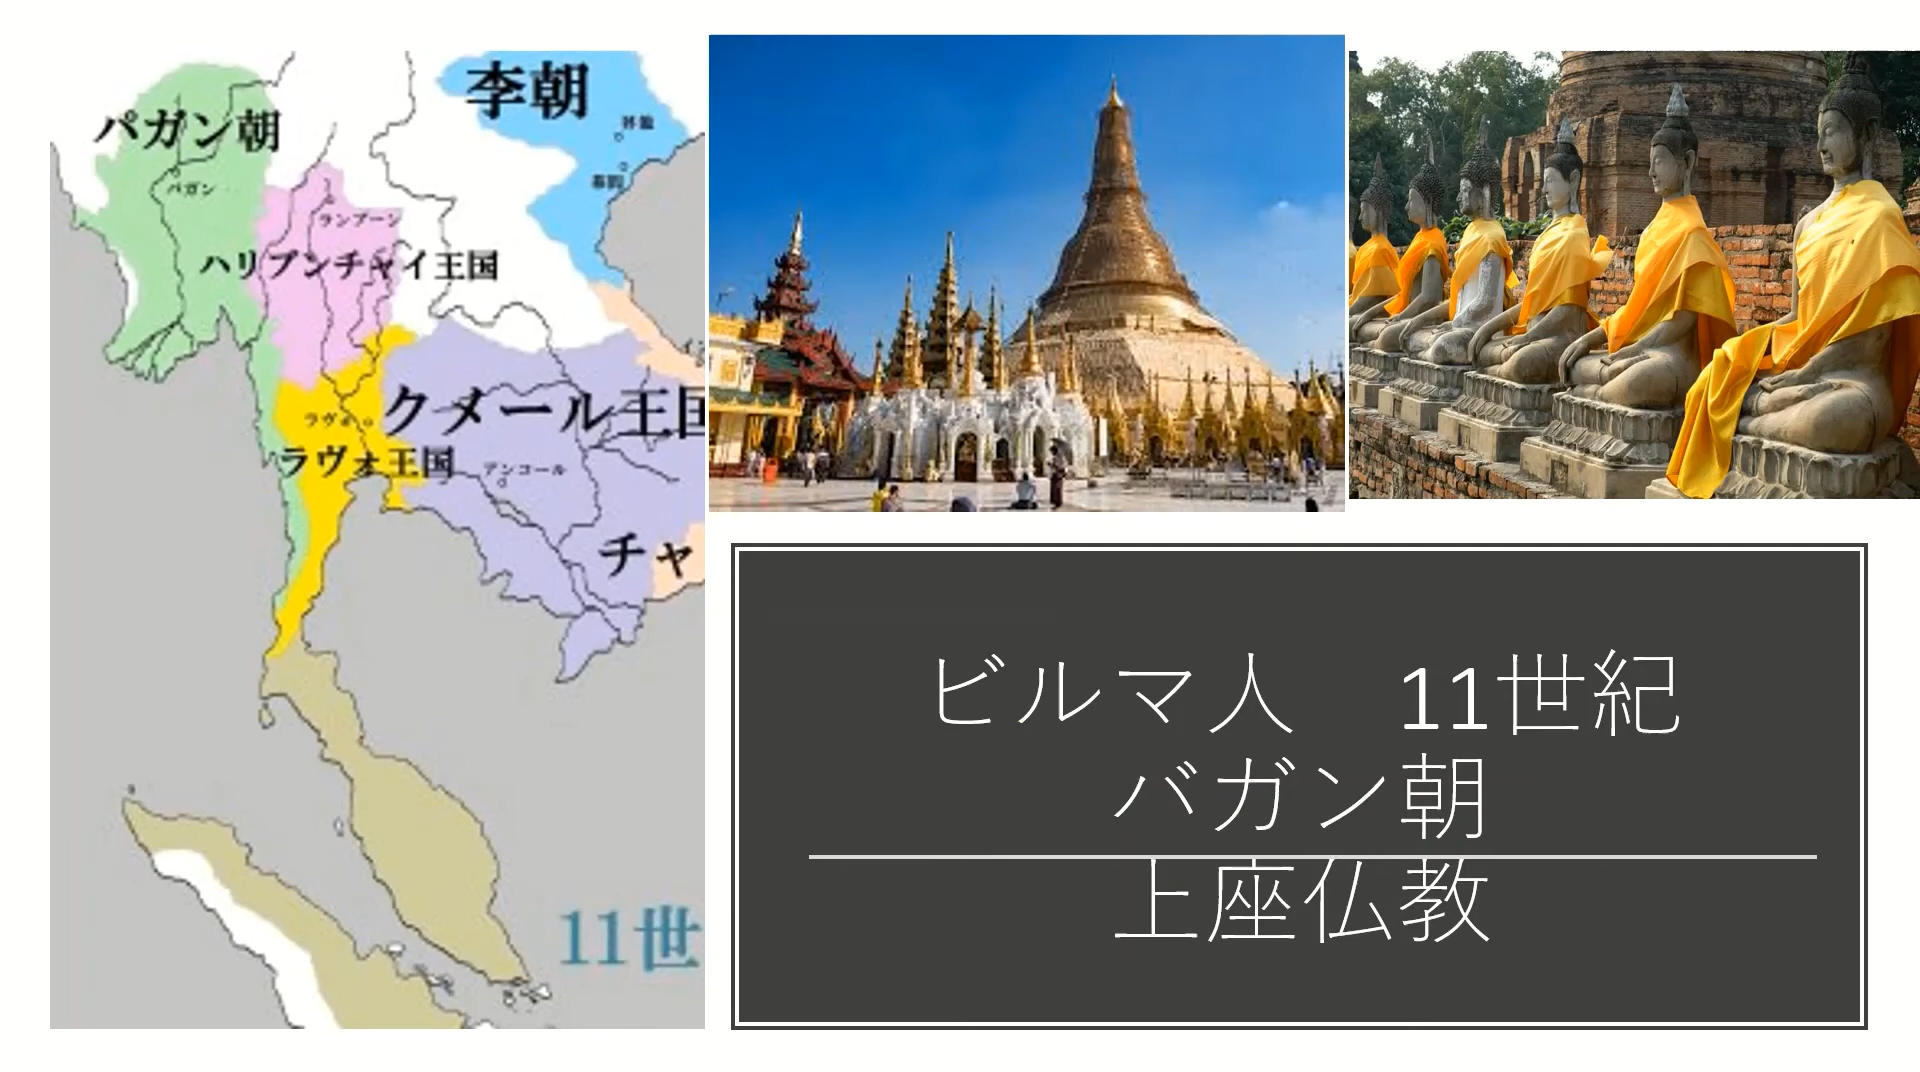 李朝
昇龍
パガン朝
パガン
ランプーン
ハリプンチャイ王国
クメール王国
ラヴォ王国
アンコール
チャ
11世
ビルマ人　11世紀
バガン朝
上座仏教